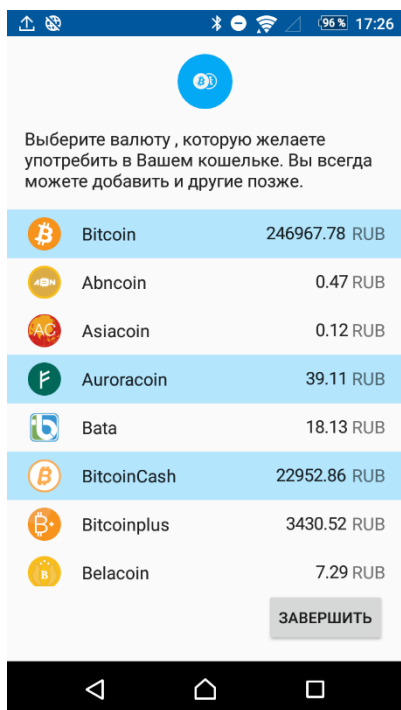 96 % 17:26
Выберите валюту , которую желаете
употребить в Вашем кошельке. Вы всегда
можете добавить и другие позже.
Bitcoin 246967.78 RUB
ABN Abncoin 0.47 RUB
AC Asiacoin 0.12 RUB
Auroracoin 39.11 RUB
Bata 18.13 RUB
BitcoinCash 22952.86 RUB
Bitcoinplus 3430.52 RUB
B Belacoin 7.29 RUB
ЗАВЕРШИТЬ